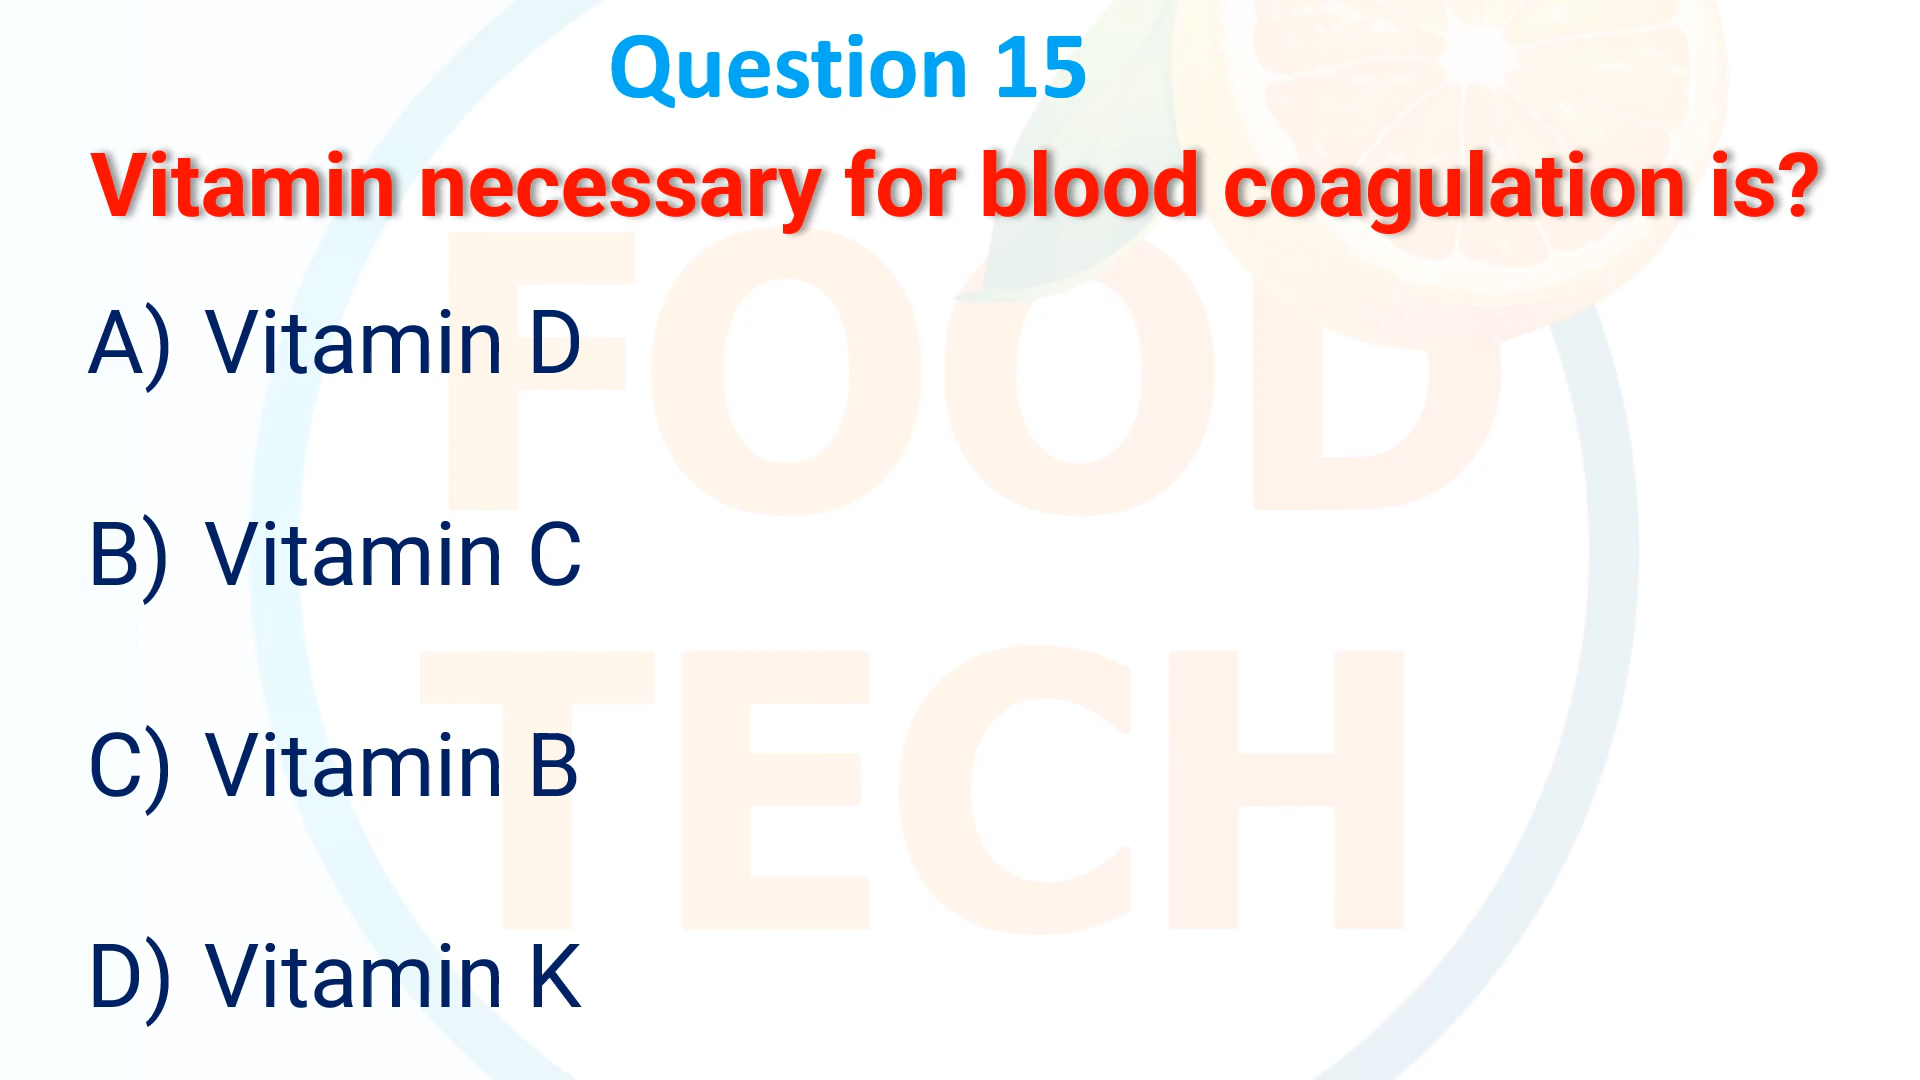 Question 15
Vitamin necessary for blood coagulation is?
A) Vitamin D
B) Vitamin C
C) Vitamin B
D) Vitamin K
FOOD
TECH